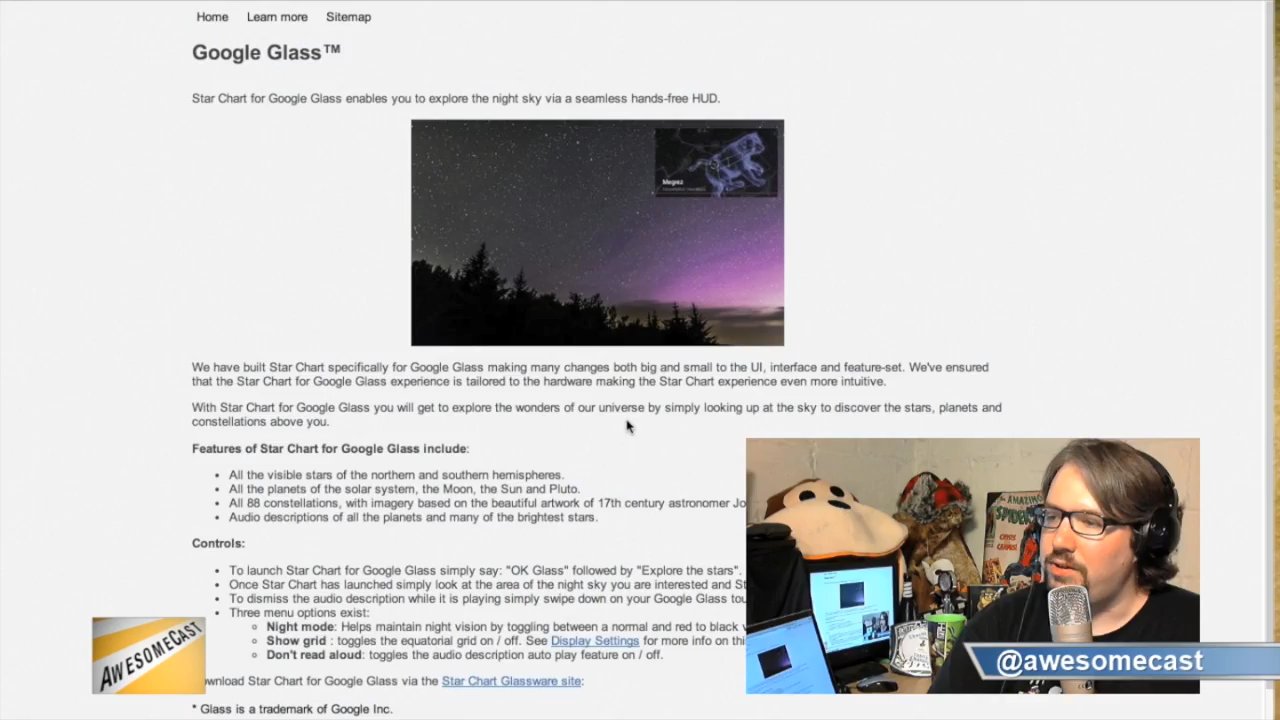 Home Learn more Sitemap
Google Glass™
Star Chart for Google Glass enables you to explore the night sky via a seamless hands-free HUD.
Megrez
We have built Star Chart specifically for Google Glass making many changes both big and small to the UI, interface and feature-set. We've ensured
that the Star Chart for Google Glass experience is tailored to the hardware making the Star Chart experience even more intuitive.
With Star Chart for Google Glass you will get to explore the wonders of our universe by simply looking up at the sky to discover the stars, planets and
constellations above you.
Features of Star Chart for Google Glass include:
All the visible stars of the northern and southern hemispheres.
All the planets of the solar system, the Moon, the Sun and Pluto.
All 88 constellations, with imagery based on the beautiful artwork of 17th century astronomer Jo
Audio descriptions of all the planets and many of the brightest stars.
Controls:
To launch Star Chart for Google Glass simply say: "OK Glass" followed by "Explore the stars".
Once Star Chart has launched simply look at the area of the night sky you are interested and St
To dismiss the audio description while it is playing simply swipe down on your Google Glass tou
Three menu options exist:
Night mode: Helps maintain night vision by toggling between a normal and red to black v
Show grid : toggles the equatorial grid on / off. See Display Settings for more info on thi
Don't read aloud: toggles the audio description auto play feature on / off.
ownload Star Chart for Google Glass via the Star Chart Glassware site:
* Glass is a trademark of Google Inc.
AWESOMECAST
THE AMAZING
SPIDER
@awesomecast